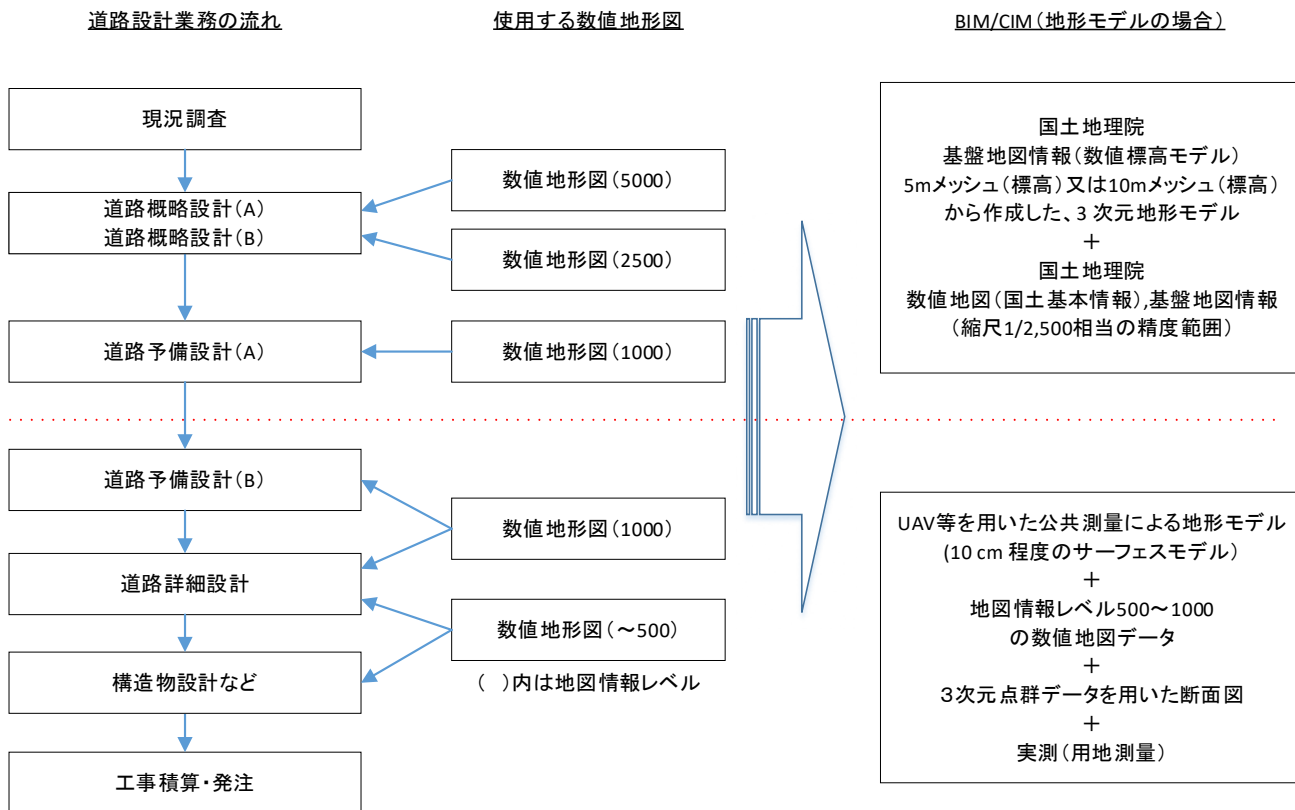 道路設計業務の流れ
使用する数値地形図
BIM/CIM(地形モデルの場合)
現況調査
道路概略設計(A)
道路概略設計(B)
道路予備設計(A)
道路予備設計(B)
道路詳細設計
構造物設計など
工事積算・発注
数値地形図(5000)
数値地形図(2500)
数値地形図(1000)
数値地形図(1000)
数値地形図(～500)
( )内は地図情報レベル
国土地理院
基盤地図情報(数値標高モデル)
5mメッシュ(標高)又は10mメッシュ(標高)
から作成した、3 次元地形モデル
+
国土地理院
数値地図(国土基本情報),基盤地図情報
(縮尺1/2,500相当の精度範囲)
UAV等を用いた公共測量による地形モデル
(10 cm 程度のサーフェスモデル)
+
地図情報レベル500～1000
の数値地図データ
+
3次元点群データを用いた断面図
+
実測(用地測量)